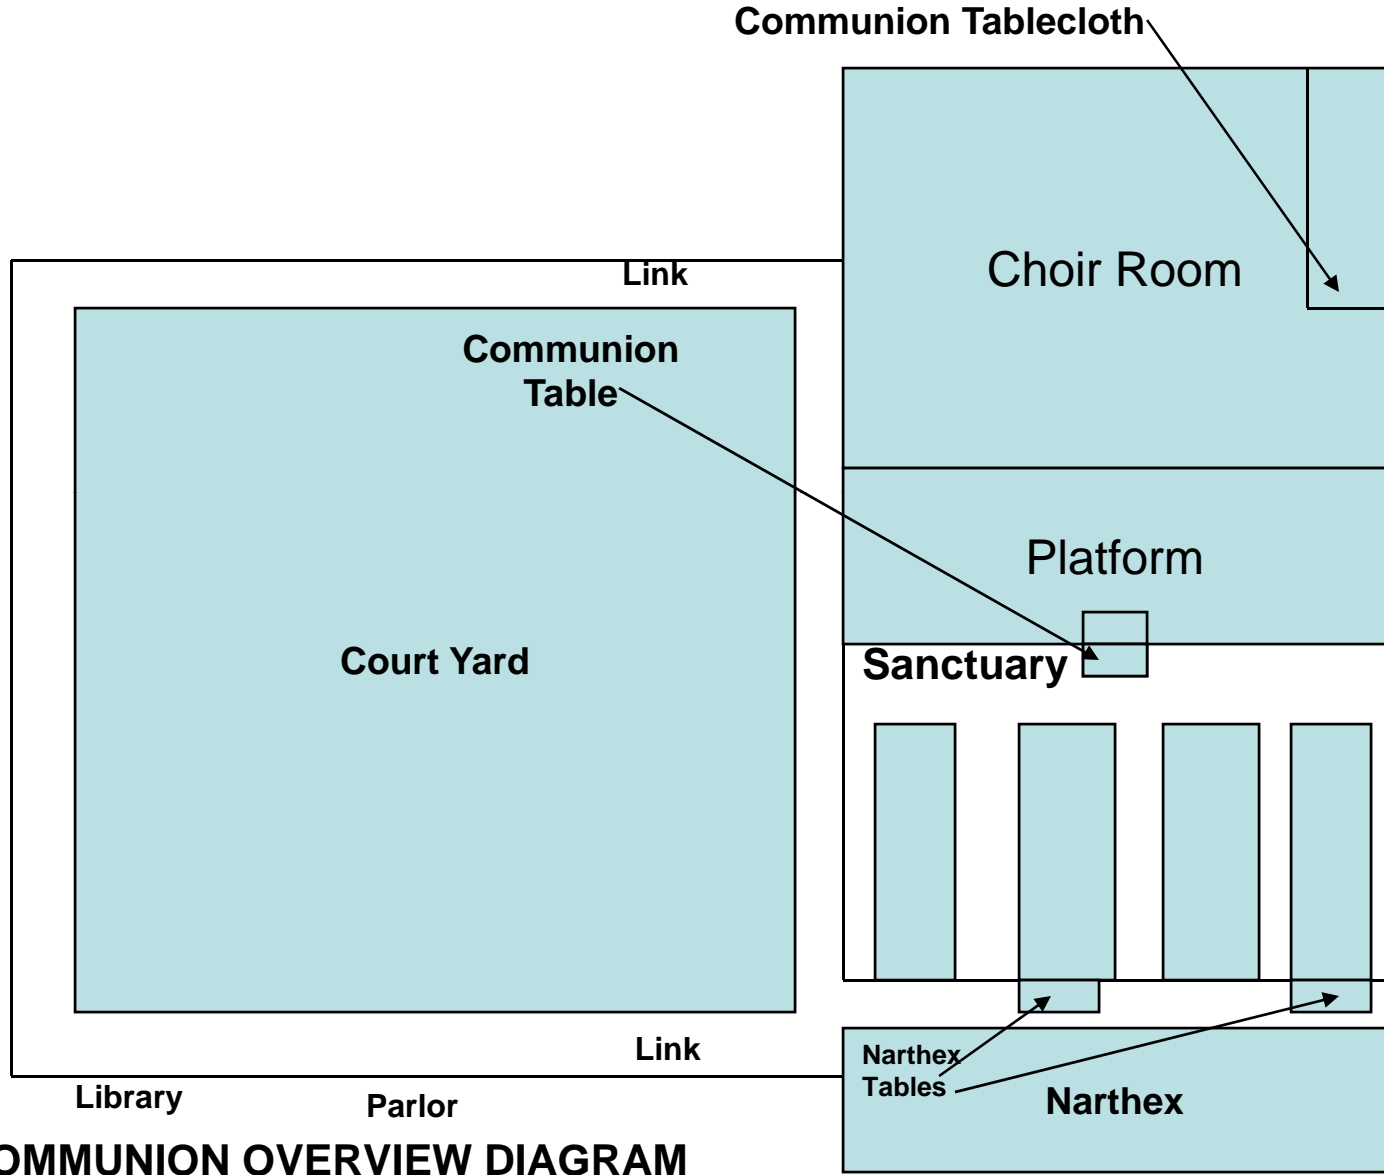 Communion Tablecloth
Choir Room
Link
Communion
Table
Platform
Court Yard
Sanctuary
Link
Narthex
Tables
Narthex
Library
Parlor
OMMUNION OVERVIEW DIAGRAM